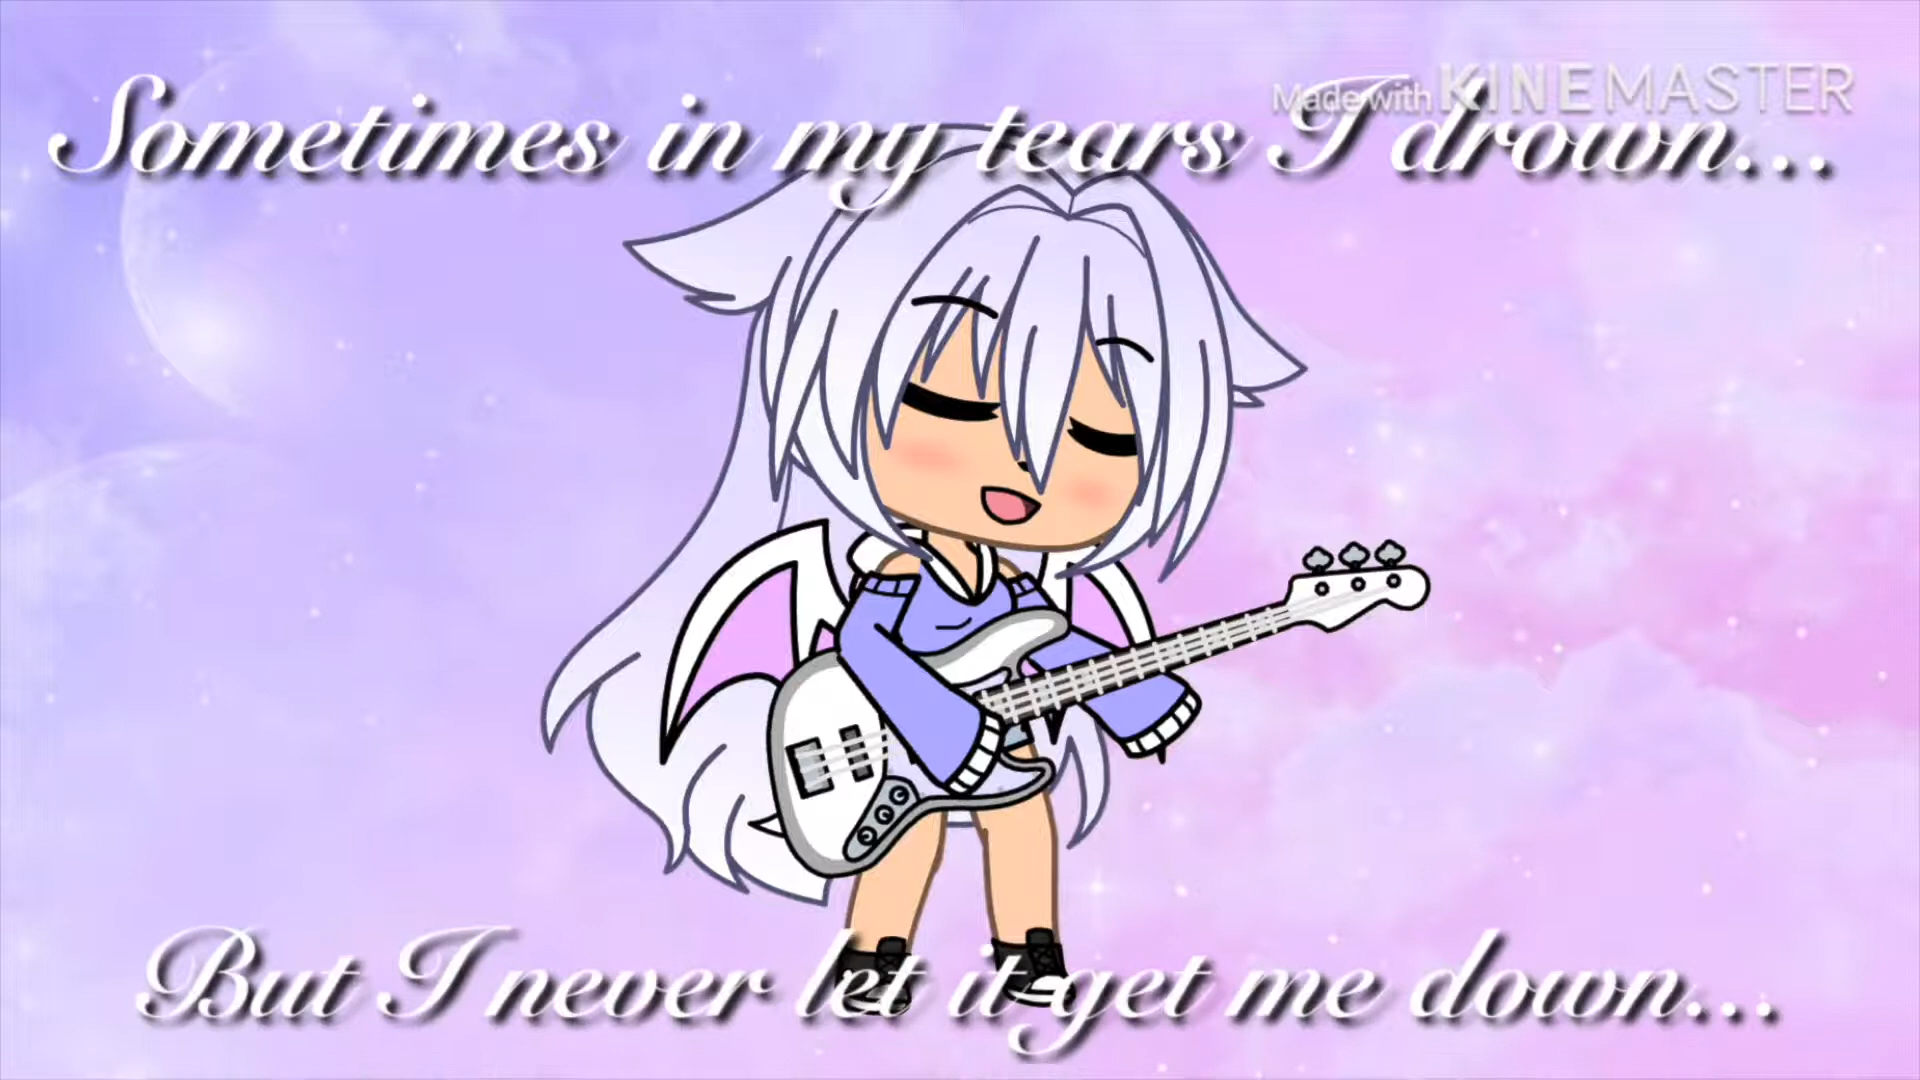 Made with KINEMASTER
Sometimes in my tears I drown...
But I never let it get me down...